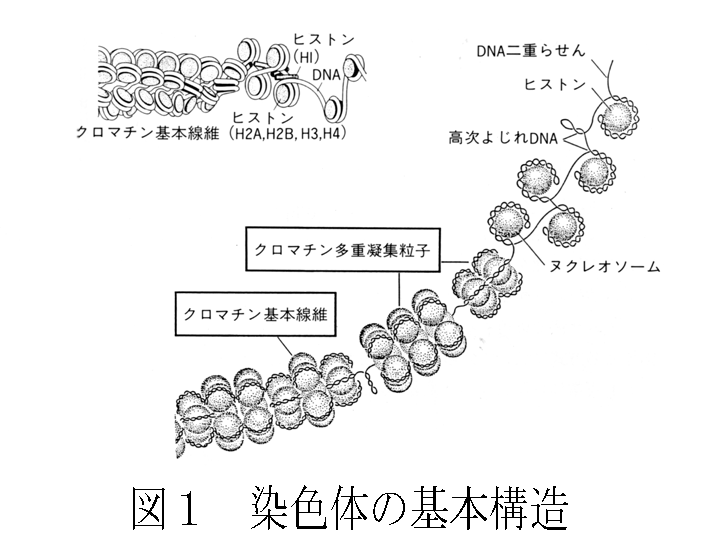 ヒストン
(HI)
DNA
ヒストン
クロマチン基本線維 (H2A,H2B, H3,H4)
DNA二重らせん
ヒストン
高次よじれDNA
クロマチン多重凝集粒子
ヌクレオソーム
クロマチン基本線維
図1 染色体の基本構造